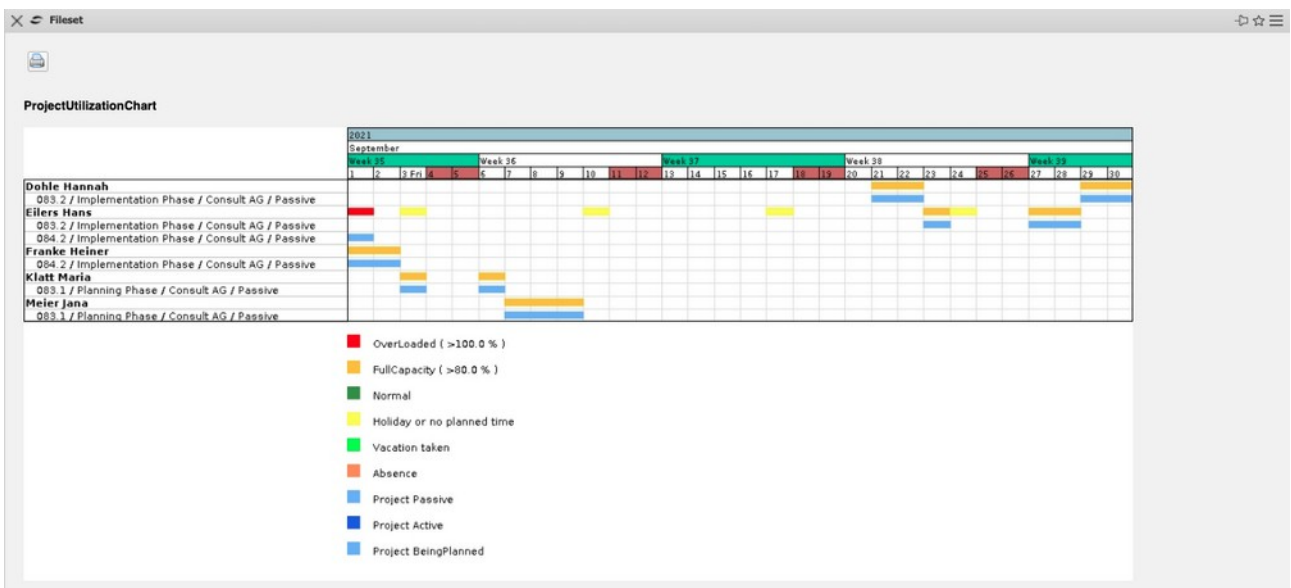 Fileset
ProjectUtilizationChart
2021
September
Week 35 Week 36 Week 37 Week 38 Week 39
1 2 3 Fri 4 5 6 7 8 9 10 11 12 13 14 15 16 17 18 19 20 21 22 23 24 25 26 27 28 29 30
Dohle Hannah
083.2 / Implementation Phase / Consult AG / Passive
Eilers Hans
083.2 / Implementation Phase / Consult AG / Passive
084.2 / Implementation Phase / Consult AG / Passive
Franke Heiner
084.2 / Implementation Phase / Consult AG / Passive
Klatt Maria
083.1 / Planning Phase / Consult AG / Passive
Meier Jana
083.1 / Planning Phase / Consult AG / Passive
OverLoaded ( >100.0 % )
FullCapacity ( >80.0 % )
Normal
Holiday or no planned time
Vacation taken
Absence
Project Passive
Project Active
Project BeingPlanned